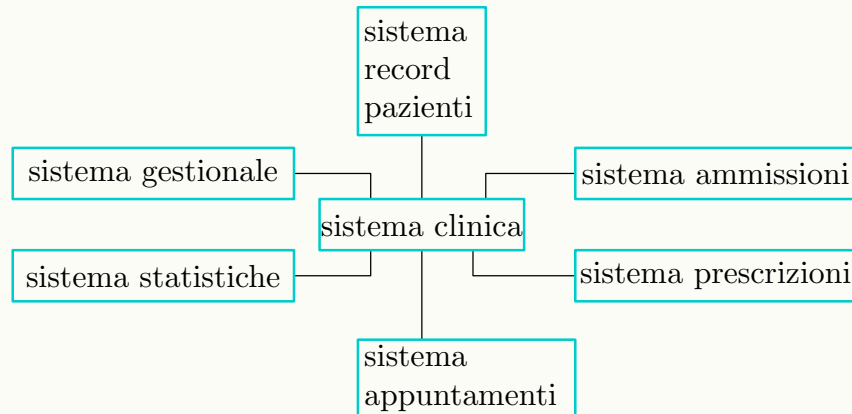 sistema
record
pazienti
sistema gestionale
sistema ammissioni
sistema clinica
sistema statistiche
sistema prescrizioni
sistema
appuntamenti